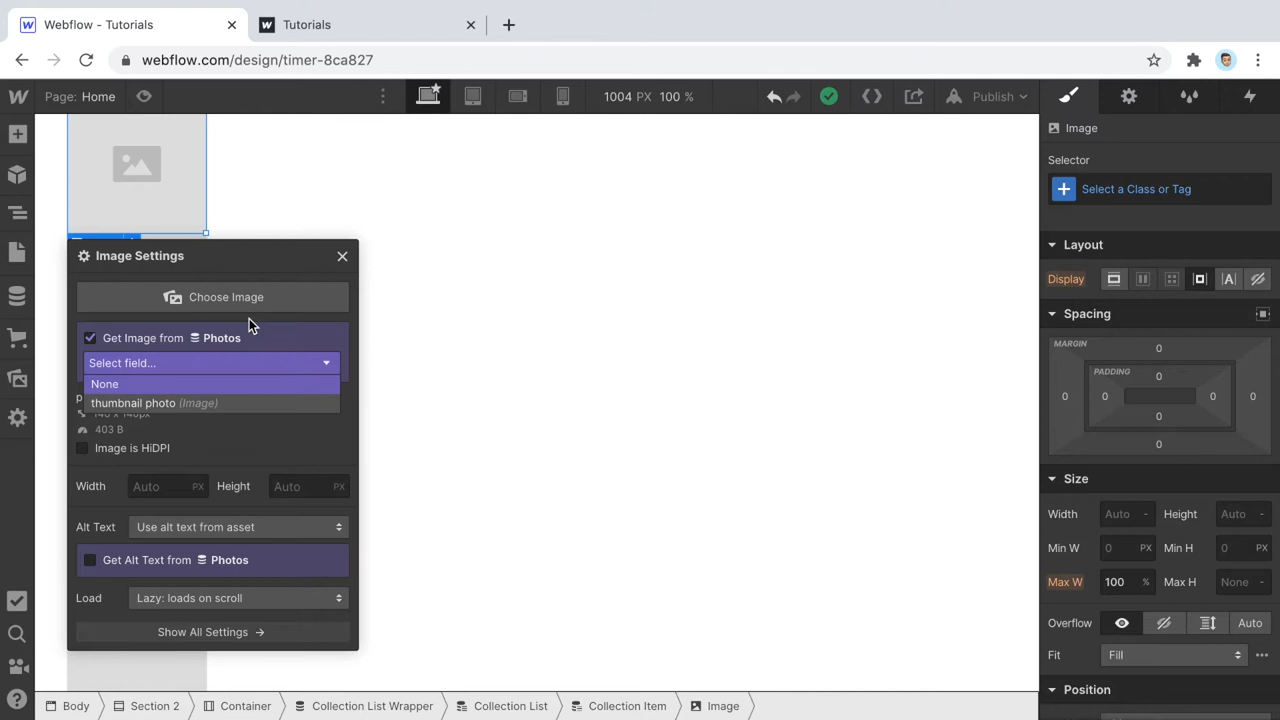 Webflow - Tutorials
Tutorials
webflow.com/design/timer-8ca827
Page: Home
1004 PX 100 %
Publish
Image
Selector
Select a Class or Tag
Layout
Display
Spacing
MARGIN
0
PADDING
0
0 0 0 0
0
0
Size
Width Auto - Height Auto -
Min W 0 PX Min H 0 PX
Max W 100 % Max H None -
Overflow Auto
Fit Fill
Position
Image Settings
Choose Image
Get Image from Photos
Select field...
None
thumbnail photo (Image)
403 B
Image is HiDPI
Width Auto PX Height Auto PX
Alt Text Use alt text from asset
Get Alt Text from Photos
Load Lazy: loads on scroll
Show All Settings
Body Section 2 Container Collection List Wrapper Collection List Collection Item Image